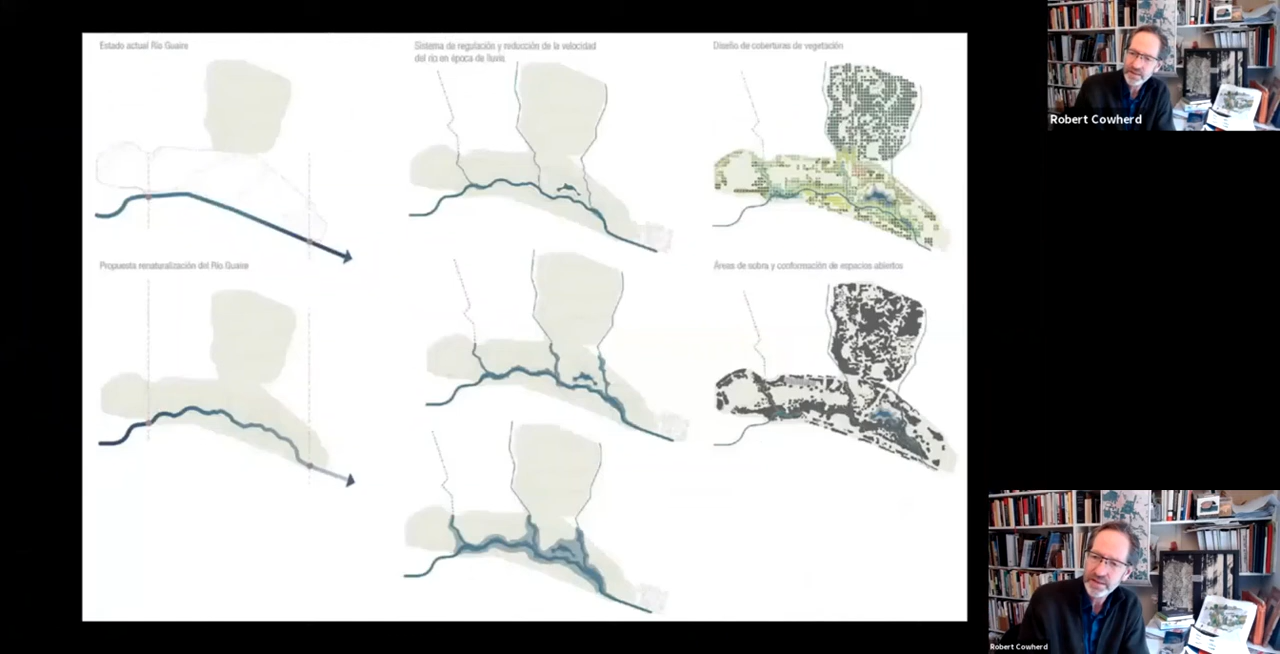 Estado actual Río Guaire
Sistema de regulación y reducción de la velocidad
del río en época de lluvia
Diseño de coberturas de vegetación
Propuesta renaturalización del Río Guaire
Áreas de sobra y conformación de espacios abiertos
Robert Cowherd
Robert Cowherd